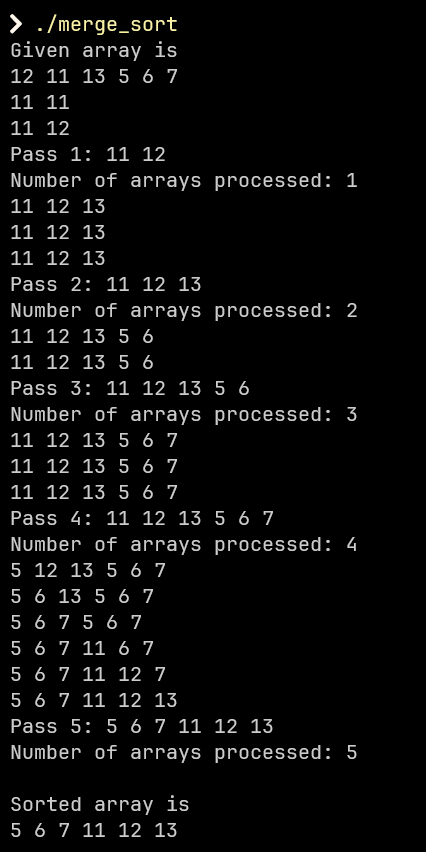 ❯ ./merge_sort
Given array is
12 11 13 5 6 7
11 11
11 12
Pass 1: 11 12
Number of arrays processed: 1
11 12 13
11 12 13
11 12 13
Pass 2: 11 12 13
Number of arrays processed: 2
11 12 13 5 6
11 12 13 5 6
Pass 3: 11 12 13 5 6
Number of arrays processed: 3
11 12 13 5 6 7
11 12 13 5 6 7
11 12 13 5 6 7
Pass 4: 11 12 13 5 6 7
Number of arrays processed: 4
5 12 13 5 6 7
5 6 13 5 6 7
5 6 7 5 6 7
5 6 7 11 6 7
5 6 7 11 12 7
5 6 7 11 12 13
Pass 5: 5 6 7 11 12 13
Number of arrays processed: 5

Sorted array is
5 6 7 11 12 13